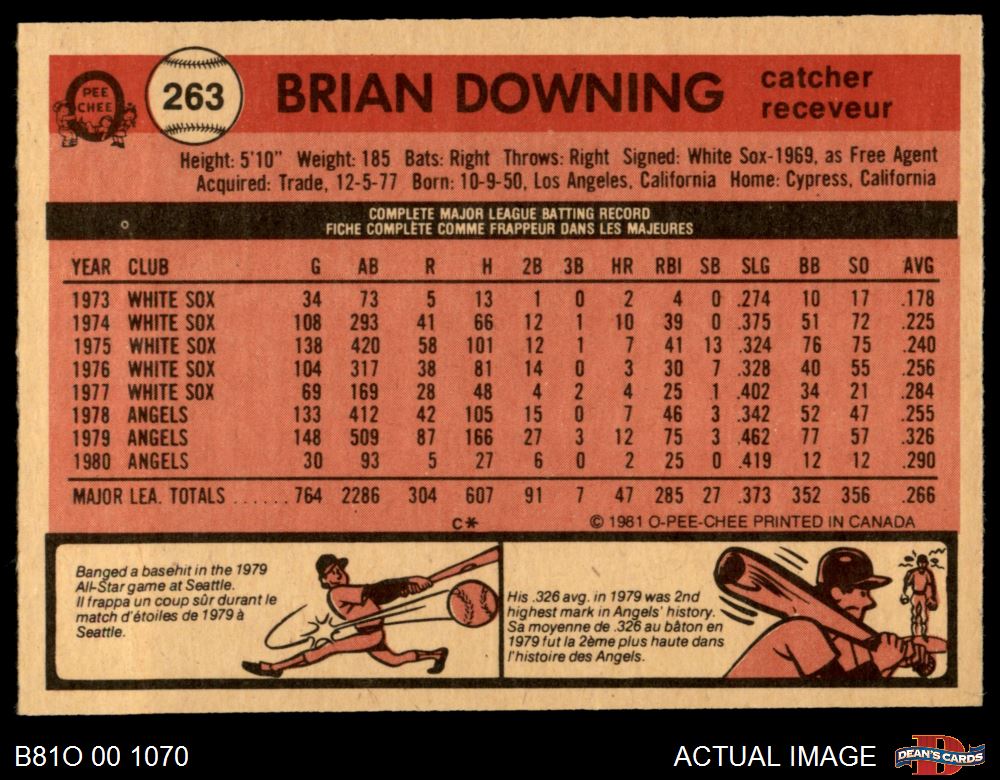 PEE
CHEE
263
BRIAN DOWNING
catcher
receveur
Height: 5'10" Weight: 185 Bats: Right Throws: Right Signed: White Sox-1969, as Free Agent
Acquired: Trade, 12-5-77 Born: 10-9-50, Los Angeles, California Home: Cypress, California
COMPLETE MAJOR LEAGUE BATTING RECORD
FICHE COMPLÈTE COMME FRAPPEUR DANS LES MAJEURES
YEAR CLUB G AB R H 2B 3B HR RBI SB SLG BB SO AVG
1973 WHITE SOX 34 73 5 13 1 0 2 4 0 .274 10 17 .178
1974 WHITE SOX 108 293 41 66 12 1 10 39 0 .375 51 72 .225
1975 WHITE SOX 138 420 58 101 12 1 7 41 13 .324 76 75 .240
1976 WHITE SOX 104 317 38 81 14 0 3 30 7 .328 40 55 .256
1977 WHITE SOX 69 169 28 48 4 2 4 25 1 .402 34 21 .284
1978 ANGELS 133 412 42 105 15 0 7 46 3 .342 52 47 .255
1979 ANGELS 148 509 87 166 27 3 12 75 3 .462 77 57 .326
1980 ANGELS 30 93 5 27 6 0 2 25 0 .419 12 12 .290
MAJOR LEA. TOTALS ...... 764 2286 304 607 91 7 47 285 27 .373 352 356 .266
C* © 1981 O-PEE-CHEE PRINTED IN CANADA
Banged a basehit in the 1979
All-Star game at Seattle.
Il frappa un coup sûr durant le
match d'étoiles de 1979 à
Seattle.
His .326 avg. in 1979 was 2nd
highest mark in Angels' history.
Sa moyenne de .326 au bâton en
1979 fut la 2ème plus haute dans
l'histoire des Angels.
B81O 00 1070
ACTUAL IMAGE
D
DEAN'S CARDS